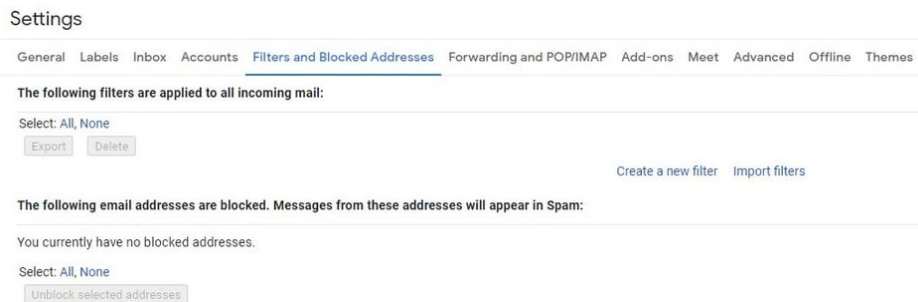 Settings
General Labels Inbox Accounts Filters and Blocked Addresses Forwarding and POP/IMAP Add-ons Meet Advanced Offline Themes
The following filters are applied to all incoming mail:
Select: All, None
Export Delete
Create a new filter Import filters
The following email addresses are blocked. Messages from these addresses will appear in Spam:
You currently have no blocked addresses.
Select: All, None
Unblock selected addresses